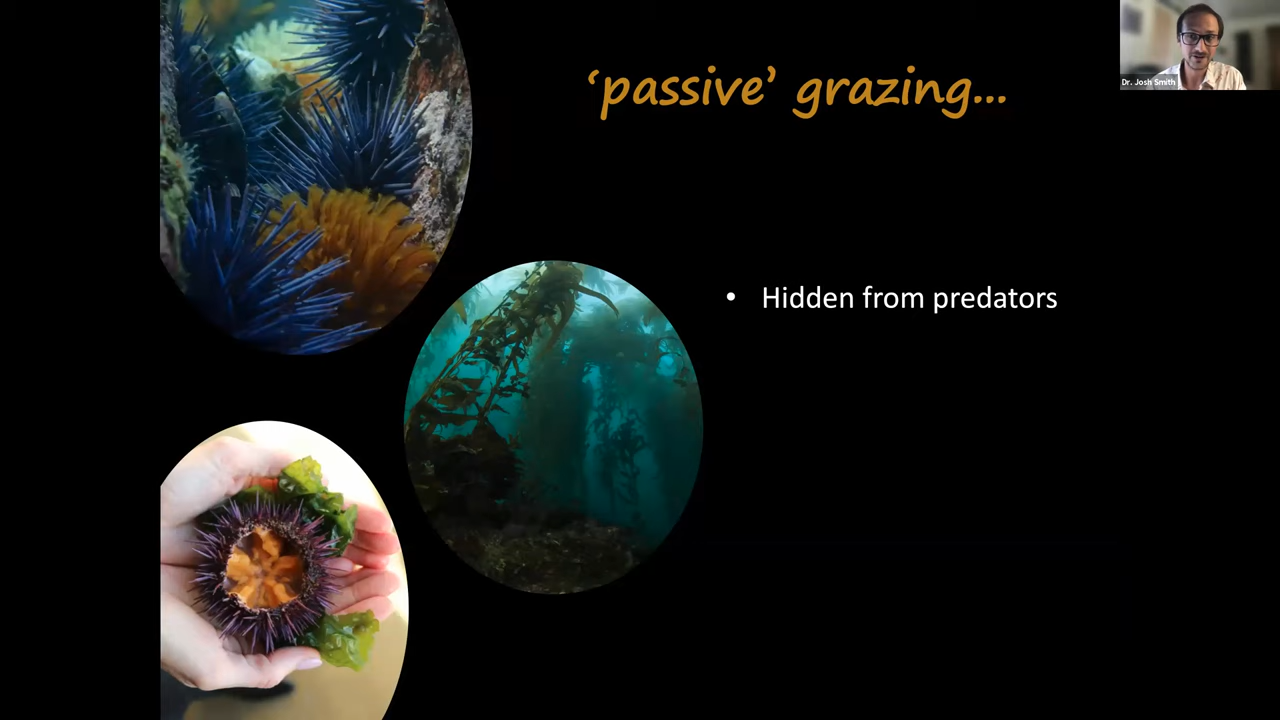 ‘passive’ grazing...
Dr. Josh Smith
• Hidden from predators